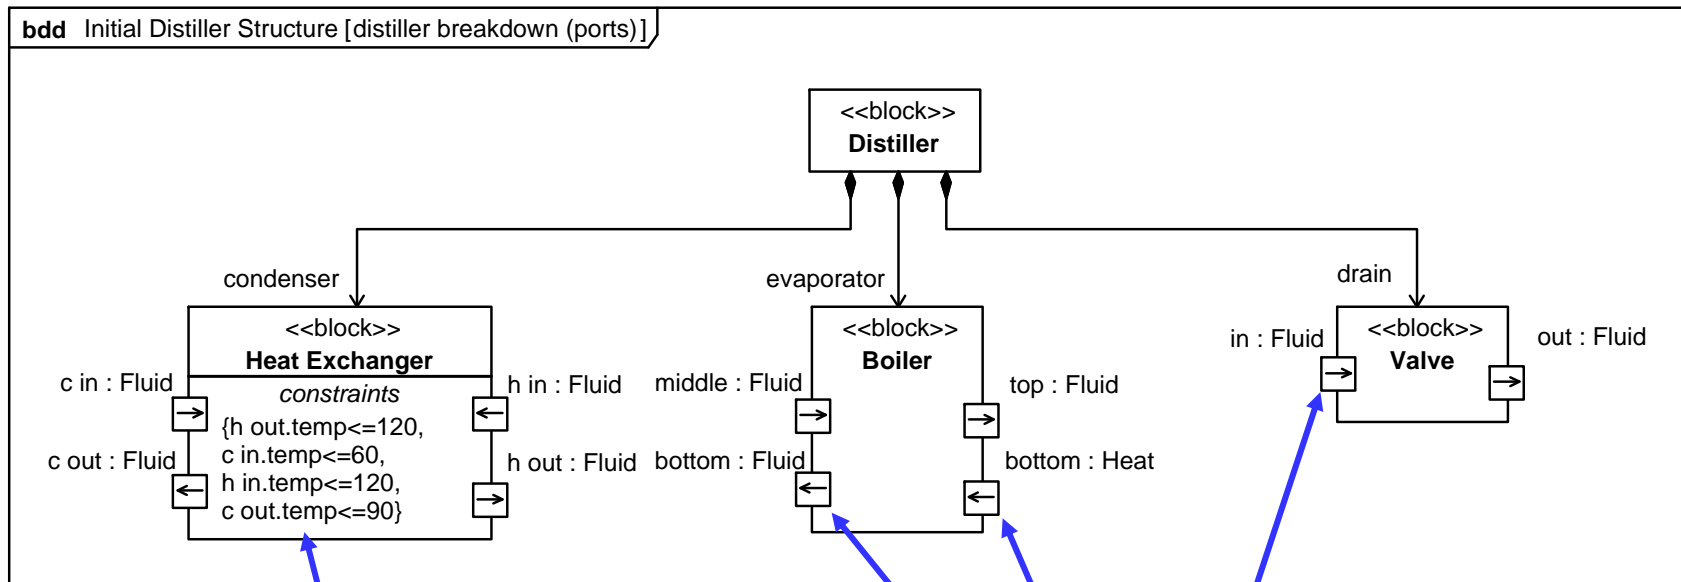 bdd Initial Distiller Structure [distiller breakdown (ports)]
<<block>>
Distiller
condenser
evaporator
drain
<<block>>
Heat Exchanger
constraints
{h out.temp<=120,
c in.temp<=60,
h in.temp<=120,
c out.temp<=90}
c in : Fluid
c out : Fluid
h in : Fluid
h out : Fluid
<<block>>
Boiler
middle : Fluid
bottom : Fluid
top : Fluid
bottom : Heat
<<block>>
Valve
in : Fluid
out : Fluid